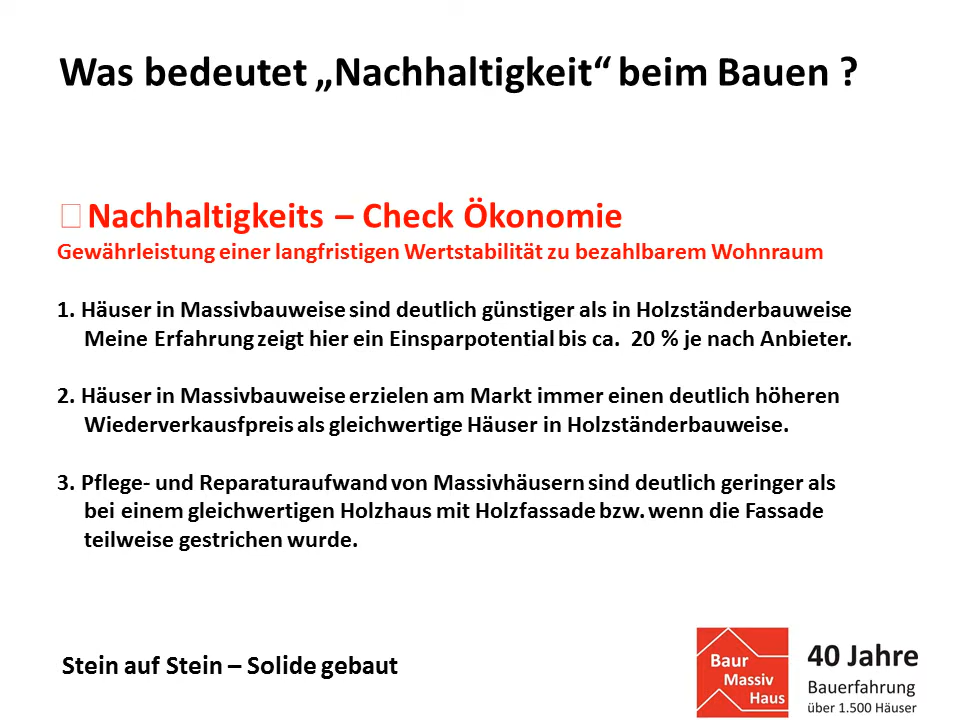 Was bedeutet „Nachhaltigkeit“ beim Bauen ?
Nachhaltigkeits – Check Ökonomie
Gewährleistung einer langfristigen Wertstabilität zu bezahlbarem Wohnraum
1. Häuser in Massivbauweise sind deutlich günstiger als in Holzständerbauweise
Meine Erfahrung zeigt hier ein Einsparpotential bis ca. 20 % je nach Anbieter.
2. Häuser in Massivbauweise erzielen am Markt immer einen deutlich höheren
Wiederverkausfpreis als gleichwertige Häuser in Holzständerbauweise.
3. Pflege- und Reparaturaufwand von Massivhäusern sind deutlich geringer als
bei einem gleichwertigen Holzhaus mit Holzfassade bzw. wenn die Fassade
teilweise gestrichen wurde.
Stein auf Stein – Solide gebaut
Baur
Massiv
Haus
40 Jahre
Bauerfahrung
über 1.500 Häuser